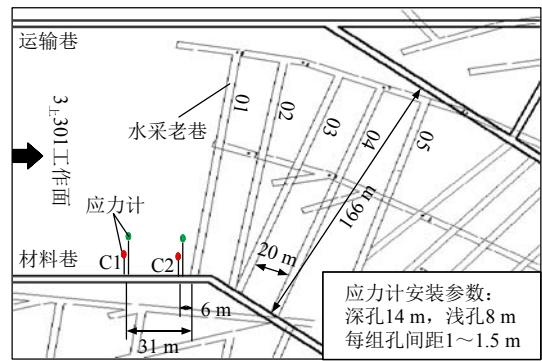 运输巷
3上301工作面
水采老巷
01
02
03
04
05
166 m
应力计
20 m
材料巷
C1
C2
6 m
31 m
应力计安装参数：
深孔14 m，浅孔8 m
每组孔间距1～1.5 m